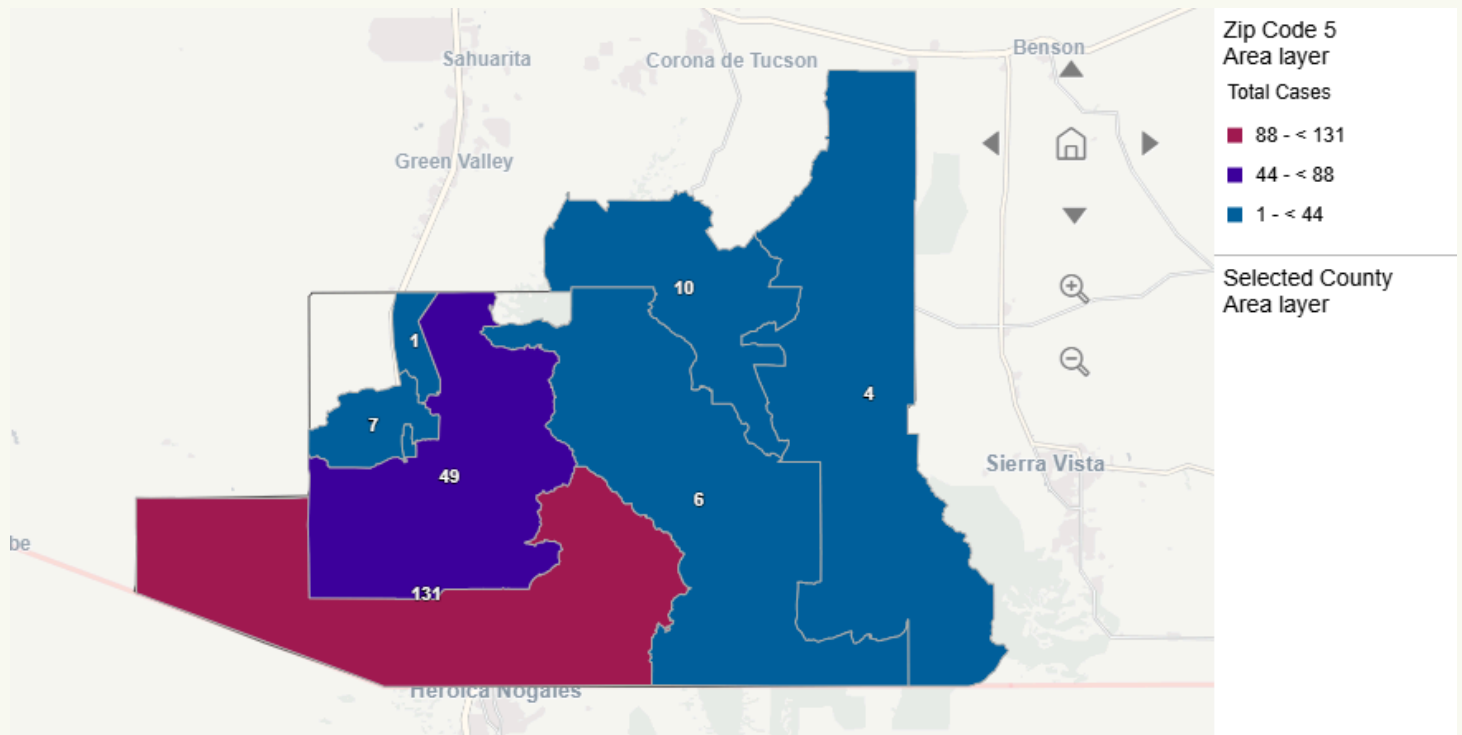 Sahuarita
Corona de Tucson
Benson
Green Valley
10
1
4
7
49
Sierra Vista
6
be
131
Heroica Nogales
Zip Code 5
Area layer
Total Cases
88 - < 131
44 - < 88
1 - < 44
Selected County
Area layer